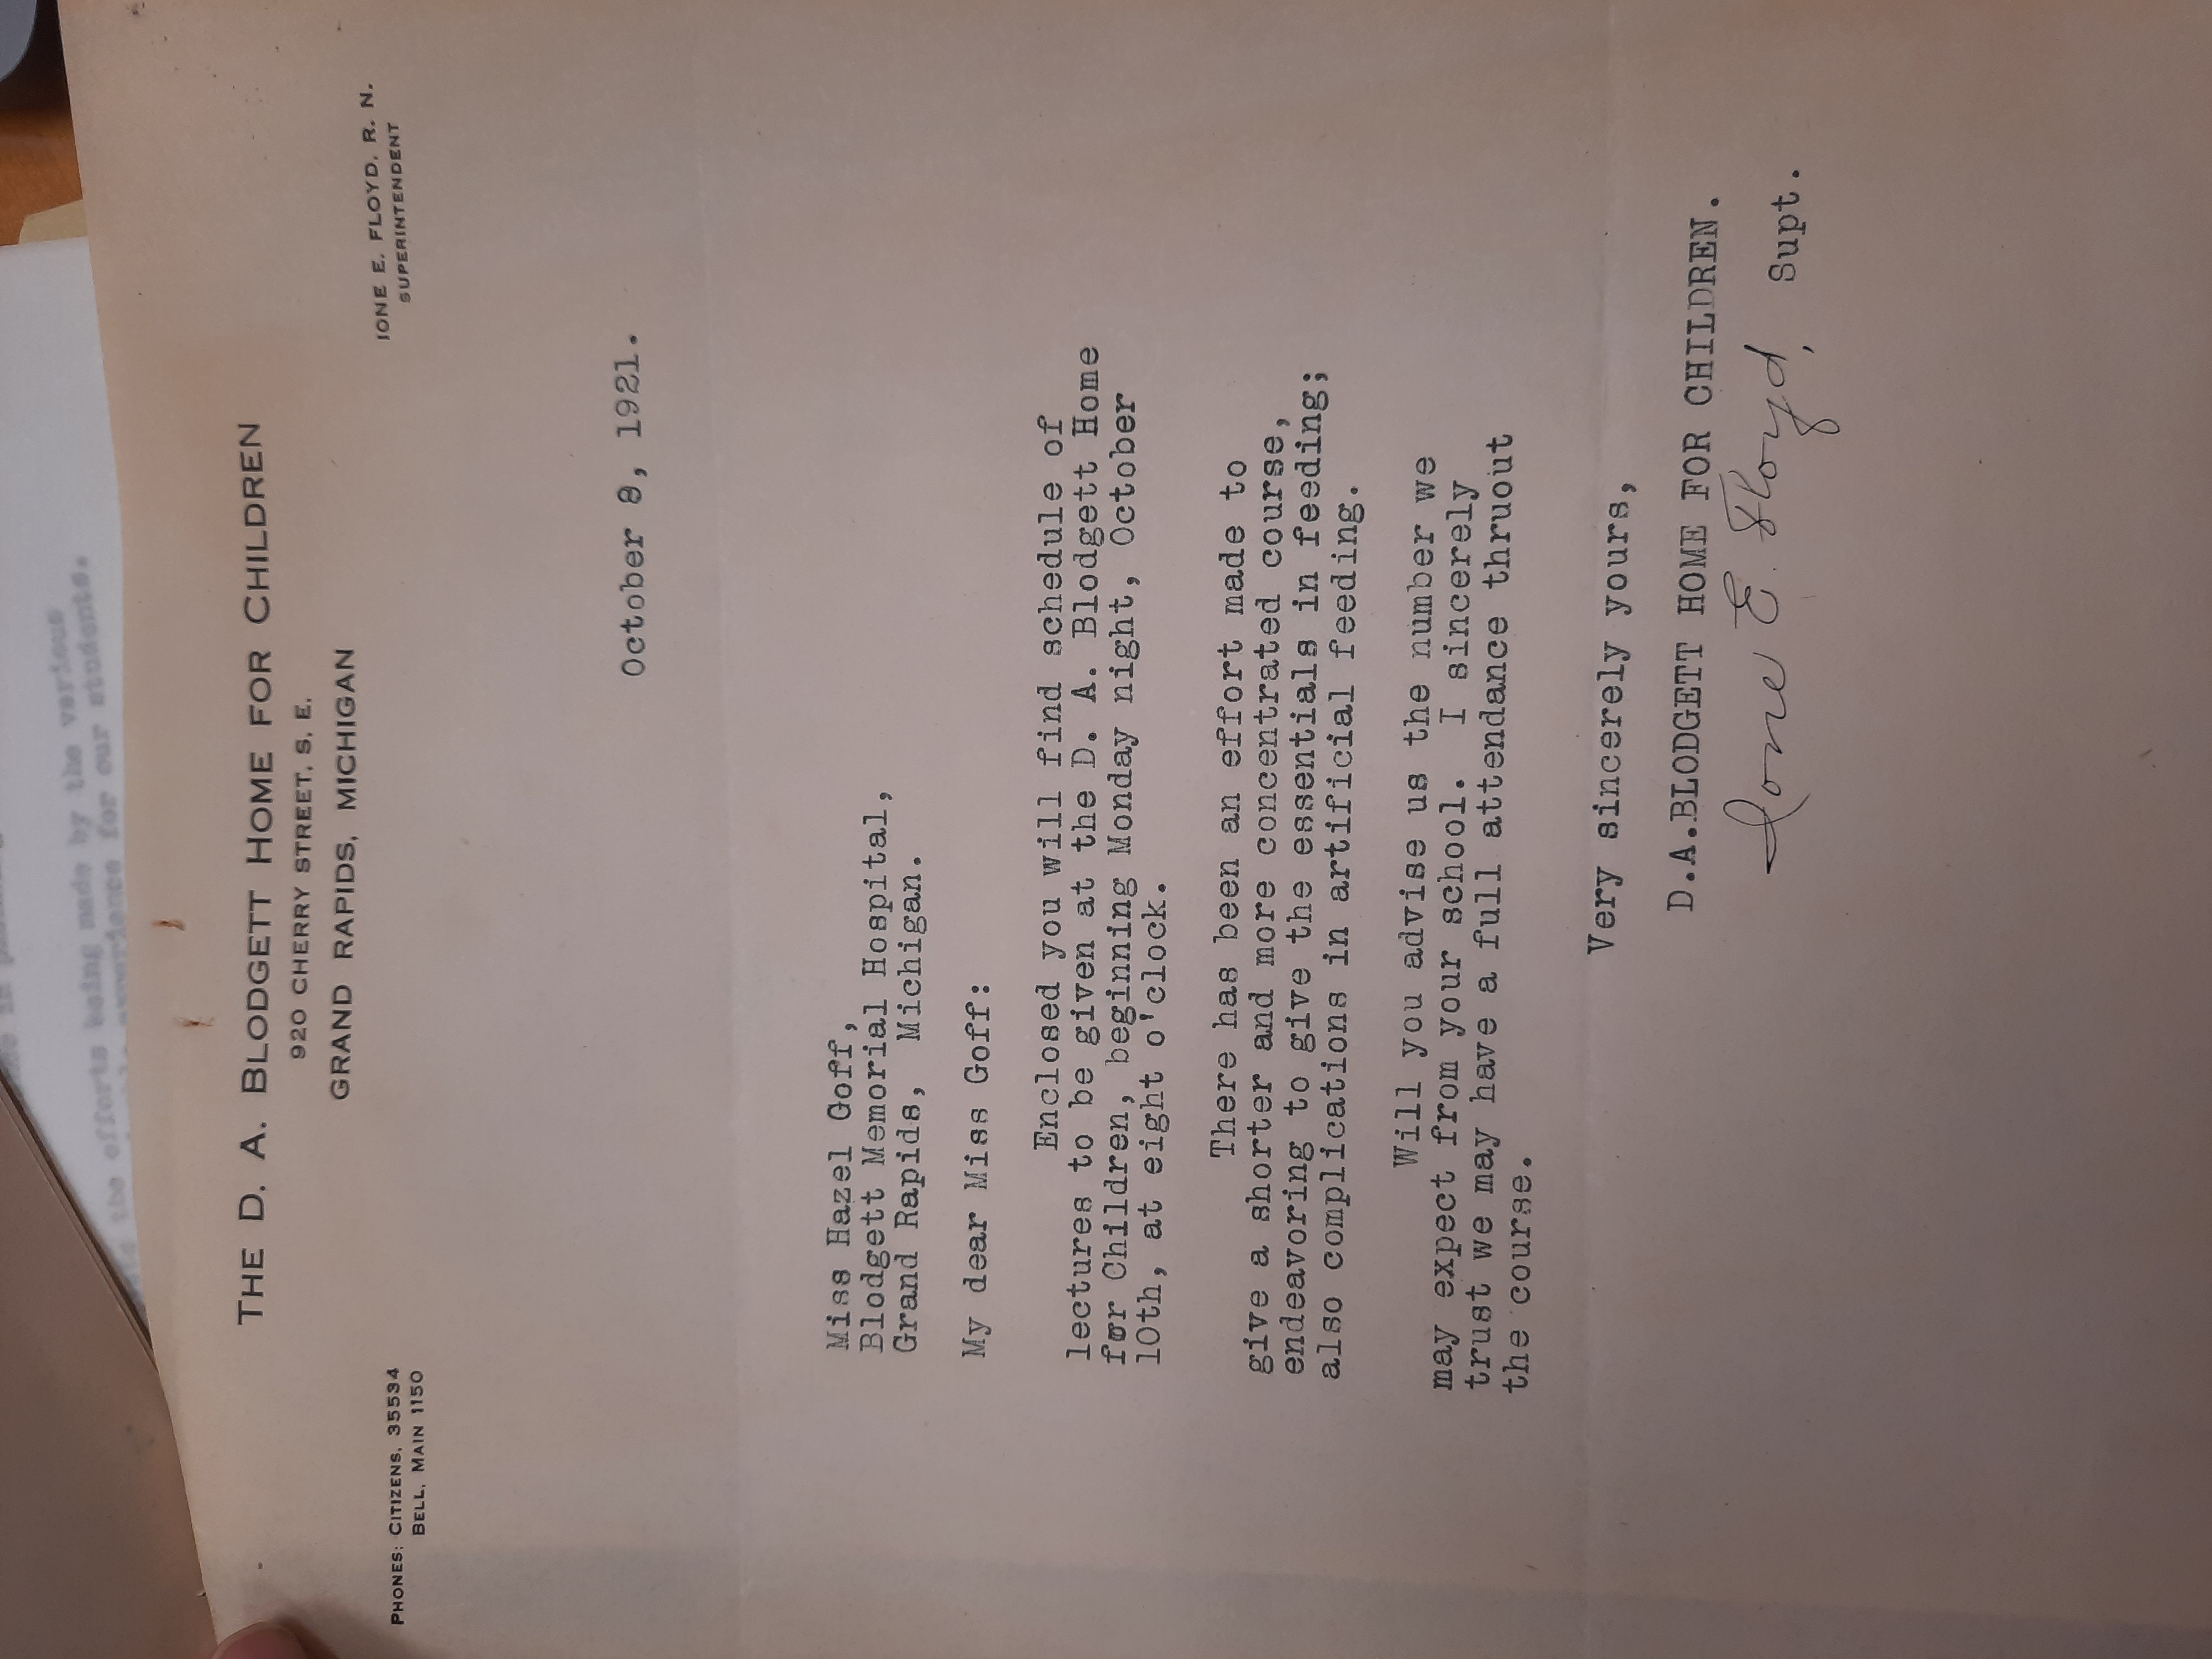 the efforts being made by the various
experience for our students.
THE D. A. BLODGETT HOME FOR CHILDREN
920 CHERRY STREET, S. E.
GRAND RAPIDS, MICHIGAN
PHONES: CITIZENS, 35534
BELL, MAIN 1150
IONE E. FLOYD, R. N.
SUPERINTENDENT
October 8, 1921.
Miss Hazel Goff,
Blodgett Memorial Hospital,
Grand Rapids, Michigan.
My dear Miss Goff:
Enclosed you will find schedule of
lectures to be given at the D. A. Blodgett Home
for Children, beginning Monday night, October
10th, at eight o'clock.
There has been an effort made to
give a shorter and more concentrated course,
endeavoring to give the essentials in feeding;
also complications in artificial feeding.
Will you advise us the number we
may expect from your school. I sincerely
trust we may have a full attendance thruout
the course.
Very sincerely yours,
D.A.BLODGETT HOME FOR CHILDREN.
Ione E. Floyd, Supt.